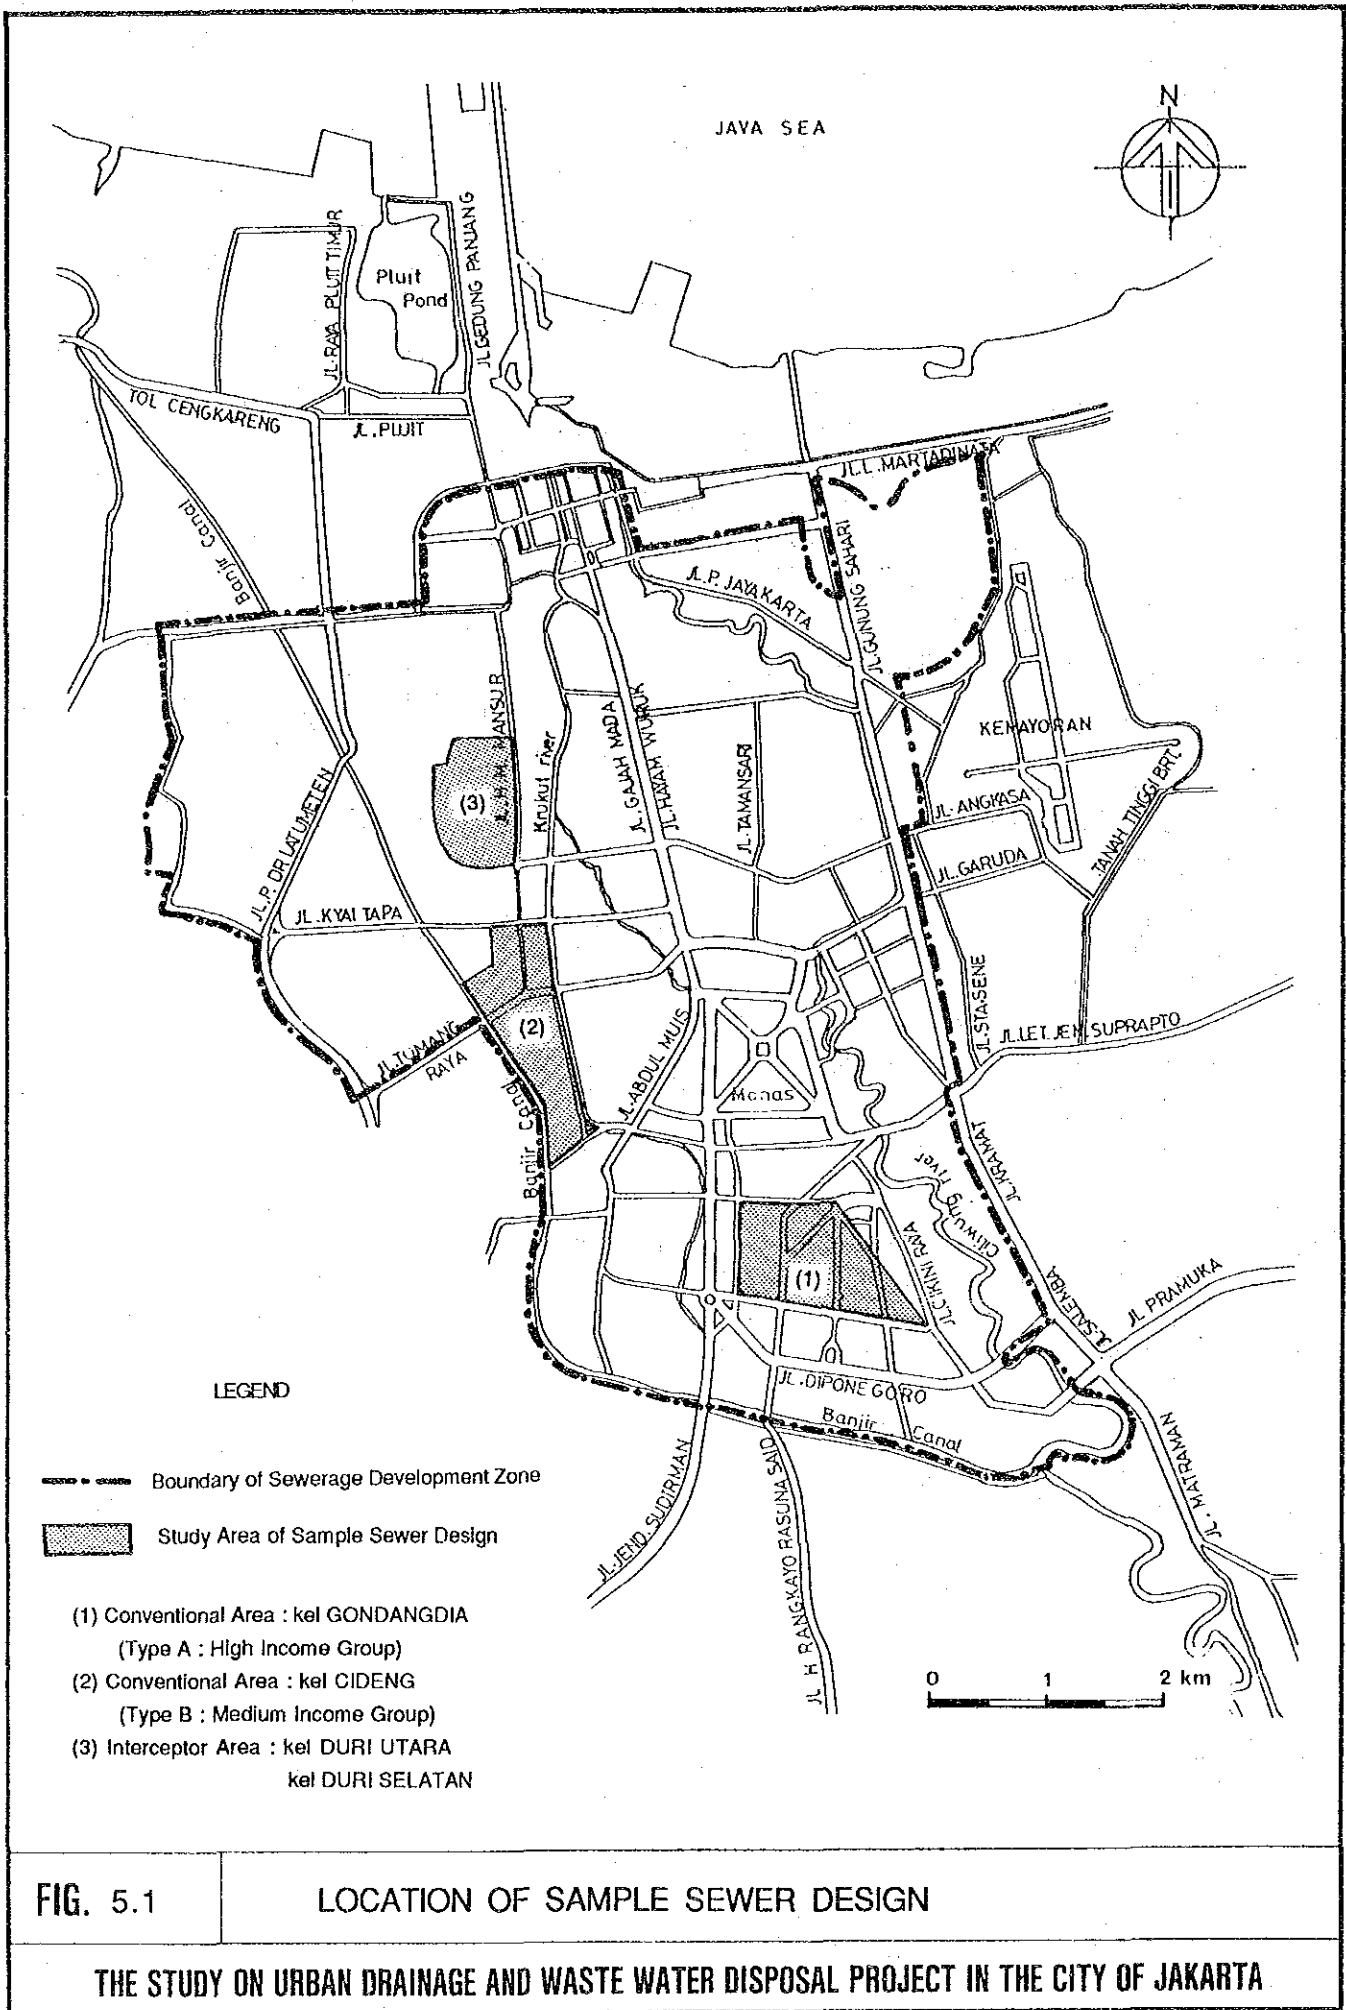 N
JAVA SEA
JL. RAYA PLUIT TIMUR
Pluit
Pond
JL GEDUNG PANJANG
TOL CENGKARENG
JL. PLUIT
JL.L. MARTADINATA
Banjir Canal
JL. P. JAYAKARTA
JL. GUNUNG SAHARI
JL. H. M. MANSUR
Krukut river
JL. GAJAH MADA
JL. HAYAM WURUK
JL. TAMANSARI
KEMAYORAN
JL. ANGKASA
TANAH TINGGI BRT.
JL. GARUDA
(3)
JL. P. DR LATUMETEN
JL. KYAI TAPA
JL. STASENE
JL. LET JEN. SUPRAPTO
(2)
JL. TOMANG
RAYA
JL. ABDUL MUIS
Monas
Banjir Canal
JL. KRAMAT
Ciliwung river
(1)
JL. CIKINI RAYA
JL. SALEMBA
JL PRAMUKA
JL. DIPONEGORO
Banjir Canal
JL. MATRAMAN
JL. JEND. SUDIRMAN
JL H RANGKAYO RASUNA SAID
0 1 2 km
LEGEND
Boundary of Sewerage Development Zone
Study Area of Sample Sewer Design
(1) Conventional Area : kel GONDANGDIA
(Type A : High Income Group)
(2) Conventional Area : kel CIDENG
(Type B : Medium Income Group)
(3) Interceptor Area : kel DURI UTARA
kel DURI SELATAN
FIG. 5.1
LOCATION OF SAMPLE SEWER DESIGN
THE STUDY ON URBAN DRAINAGE AND WASTE WATER DISPOSAL PROJECT IN THE CITY OF JAKARTA